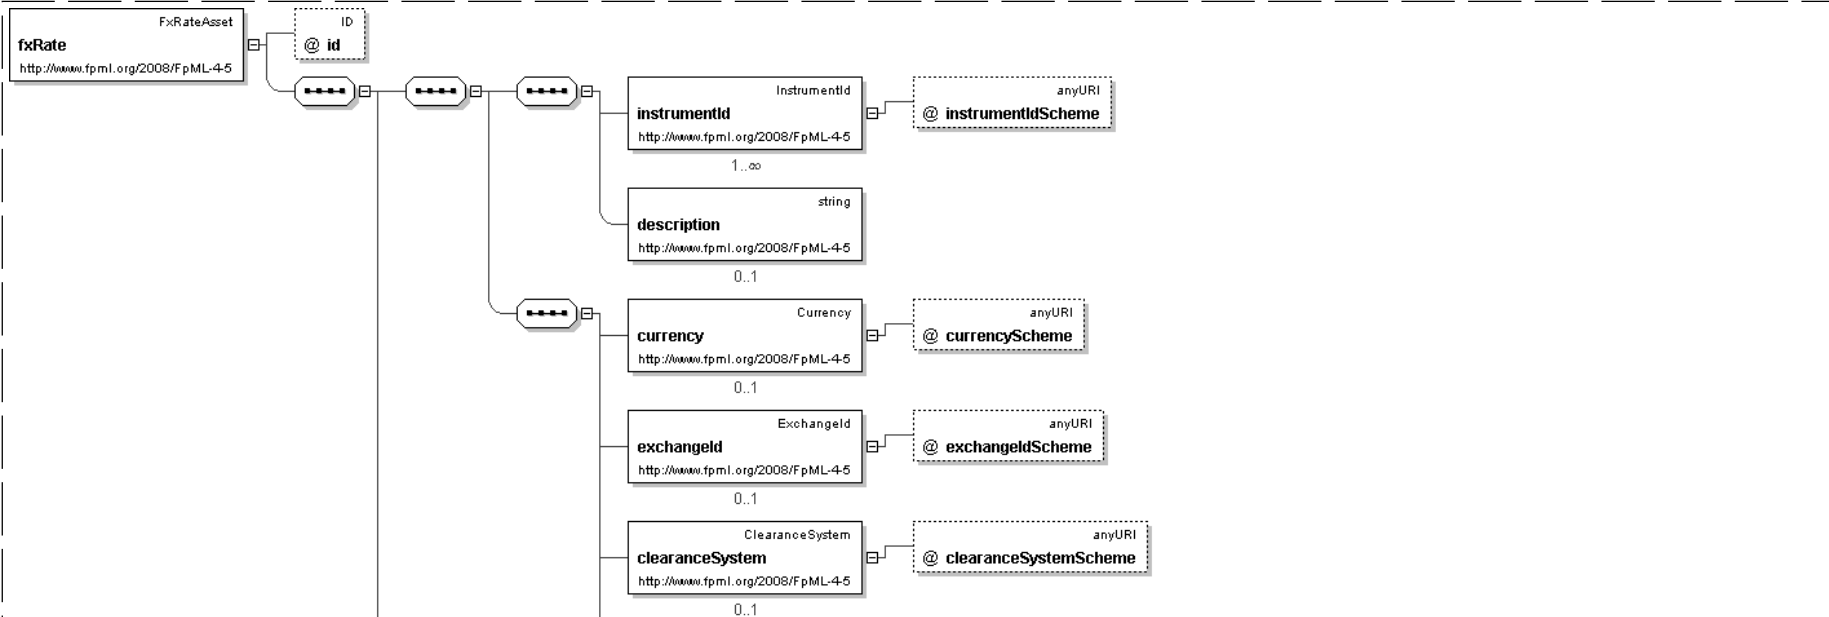 FxRateAsset
fxRate
http://www.fpml.org/2008/FpML-4-5
ID
@ id
InstrumentId
instrumentId
http://www.fpml.org/2008/FpML-4-5
1..∞
anyURI
@ instrumentIdScheme
string
description
http://www.fpml.org/2008/FpML-4-5
0..1
Currency
currency
http://www.fpml.org/2008/FpML-4-5
0..1
anyURI
@ currencyScheme
ExchangeId
exchangeId
http://www.fpml.org/2008/FpML-4-5
0..1
anyURI
@ exchangeIdScheme
ClearanceSystem
clearanceSystem
http://www.fpml.org/2008/FpML-4-5
0..1
anyURI
@ clearanceSystemScheme